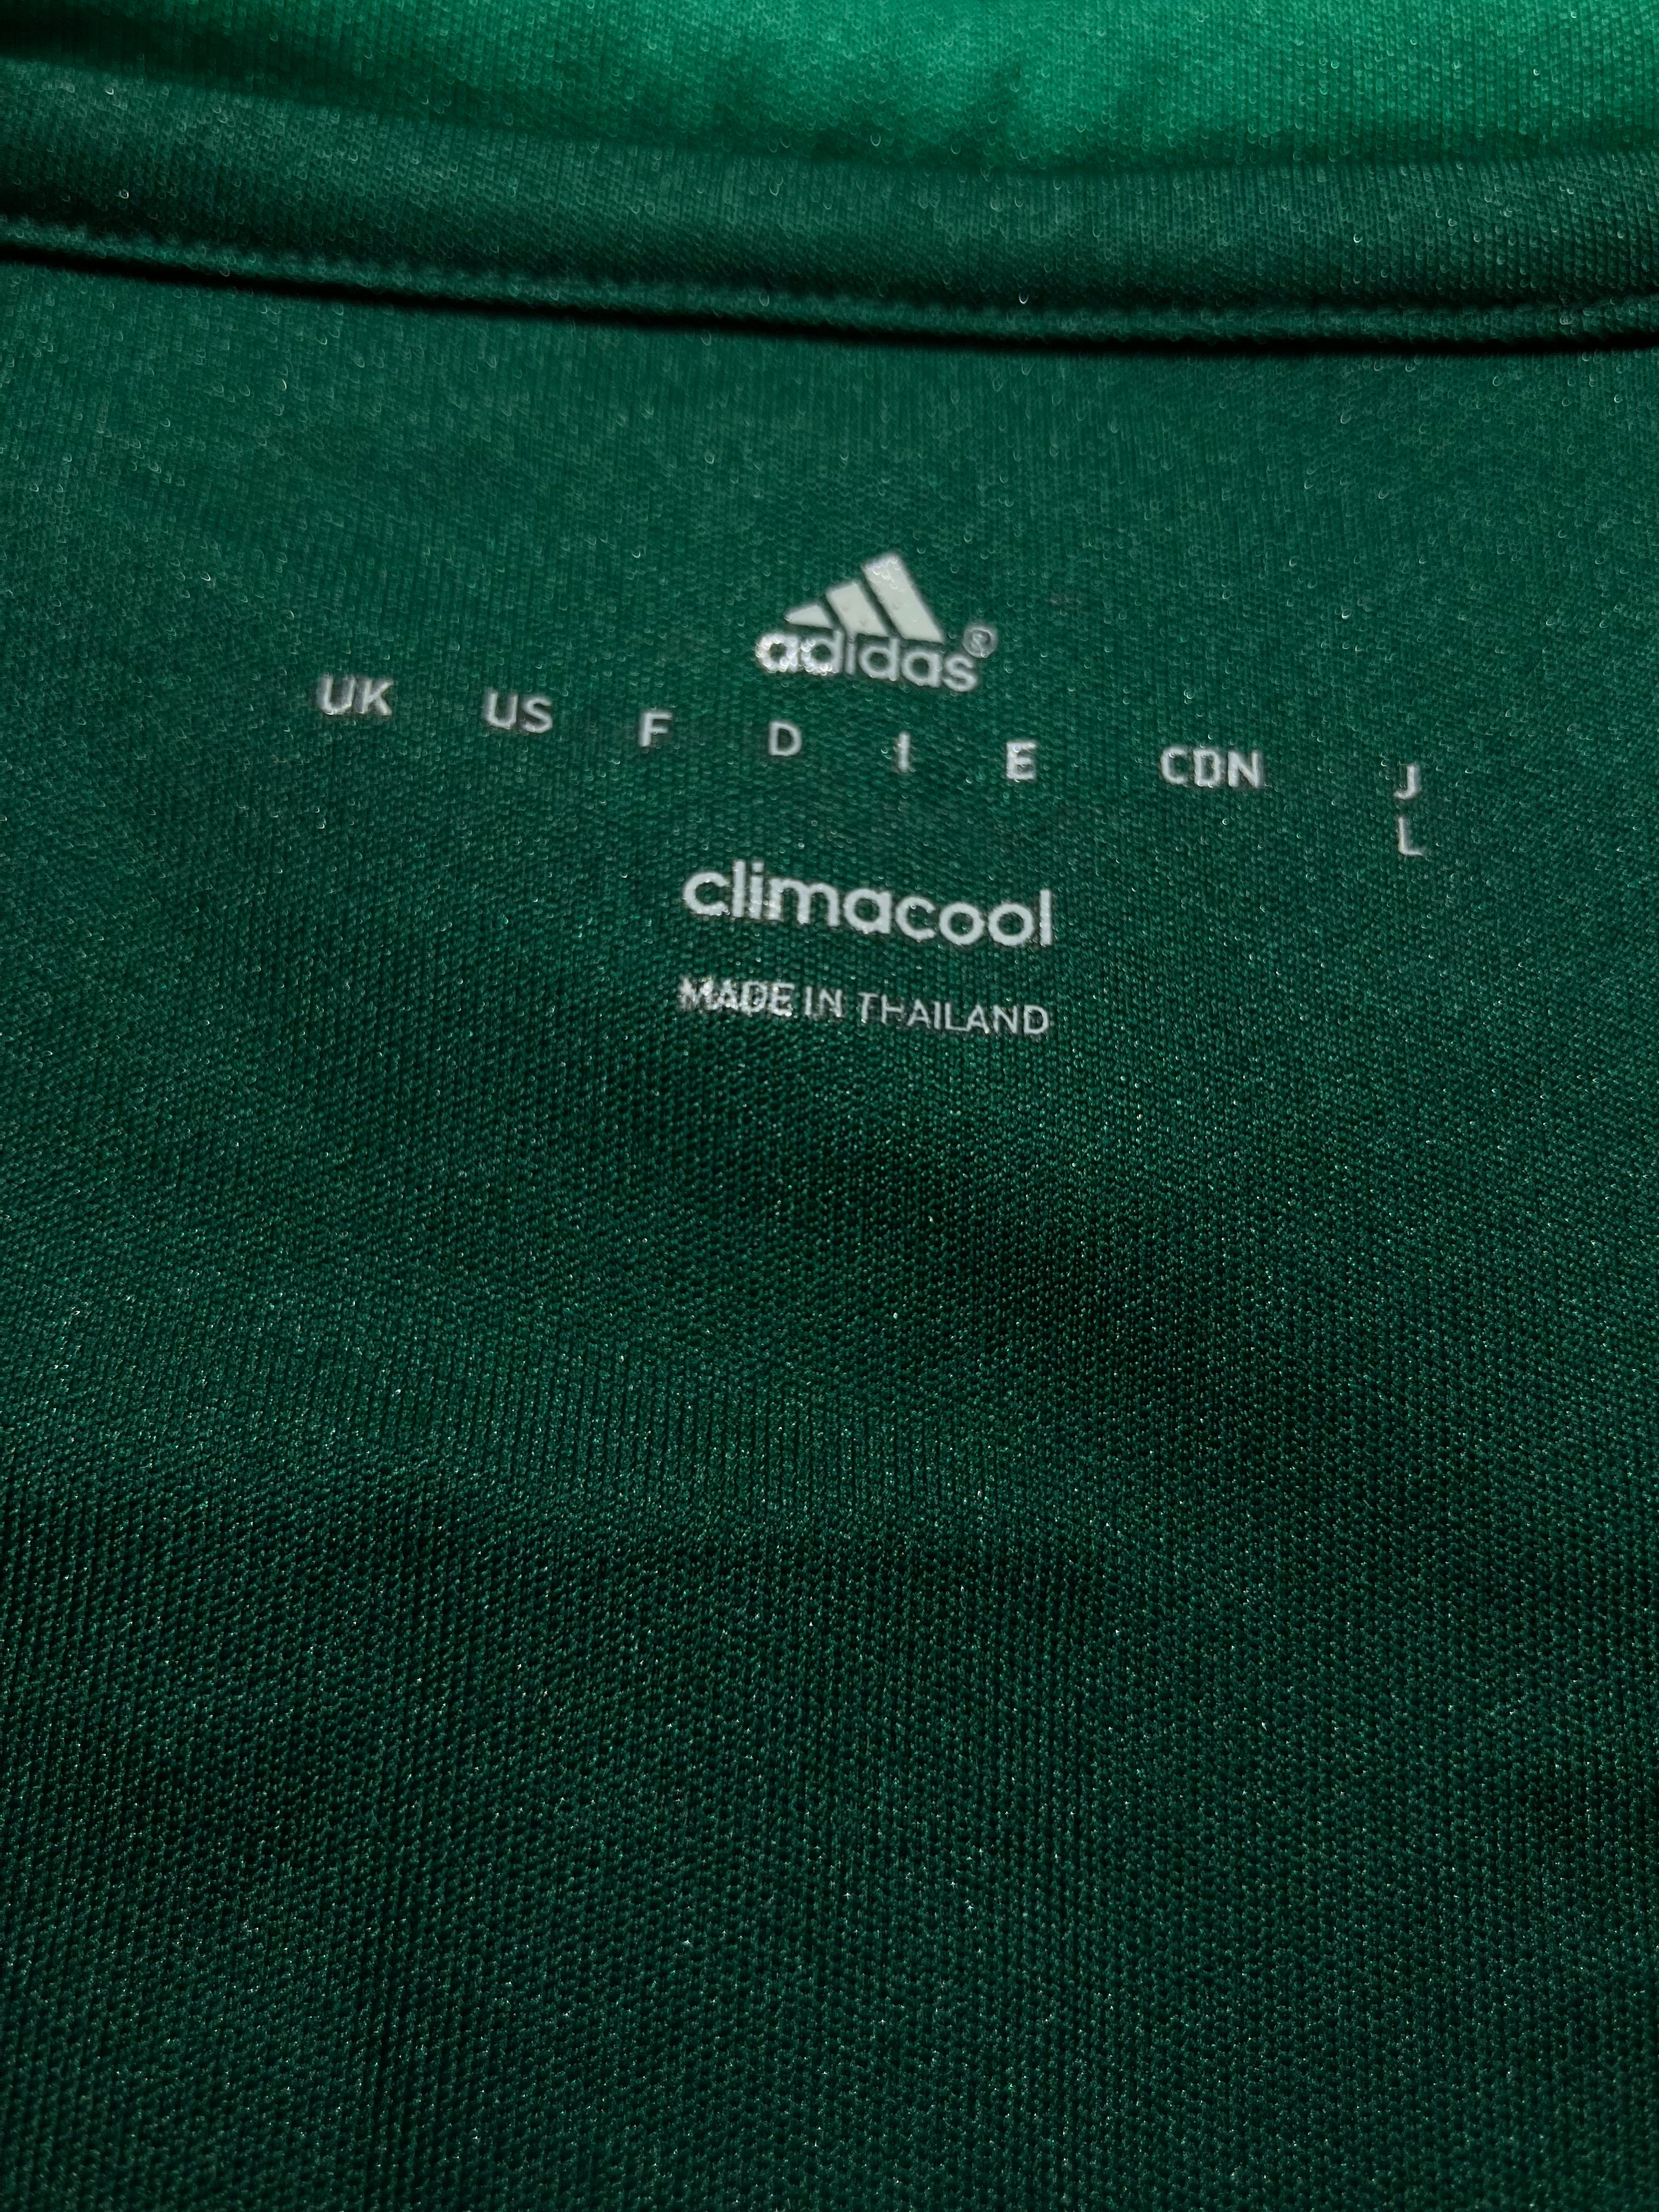 adidas®
UK US F D I E CDN J
L
climacool
MADE IN THAILAND